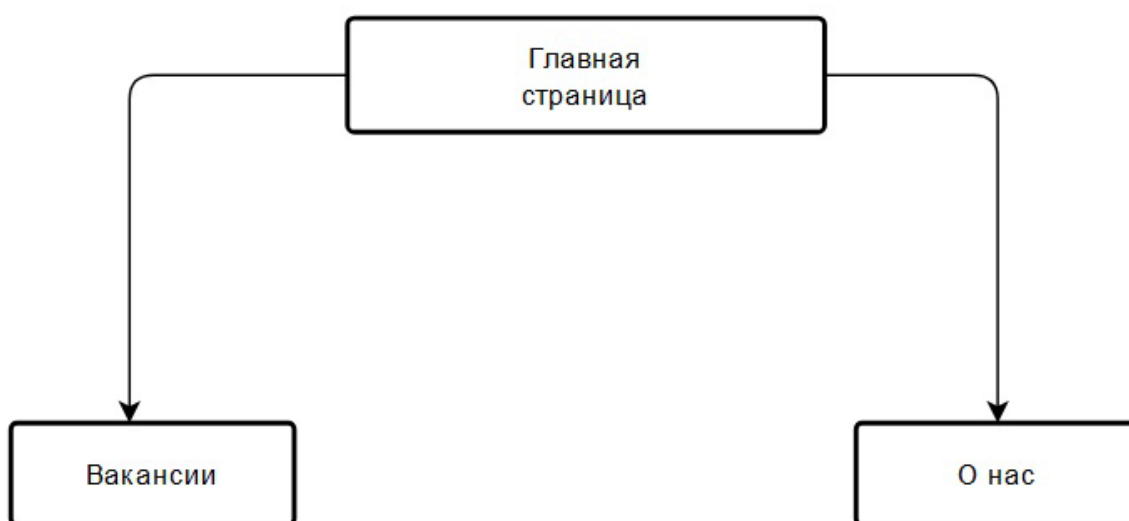 Главная
страница
Вакансии
О нас